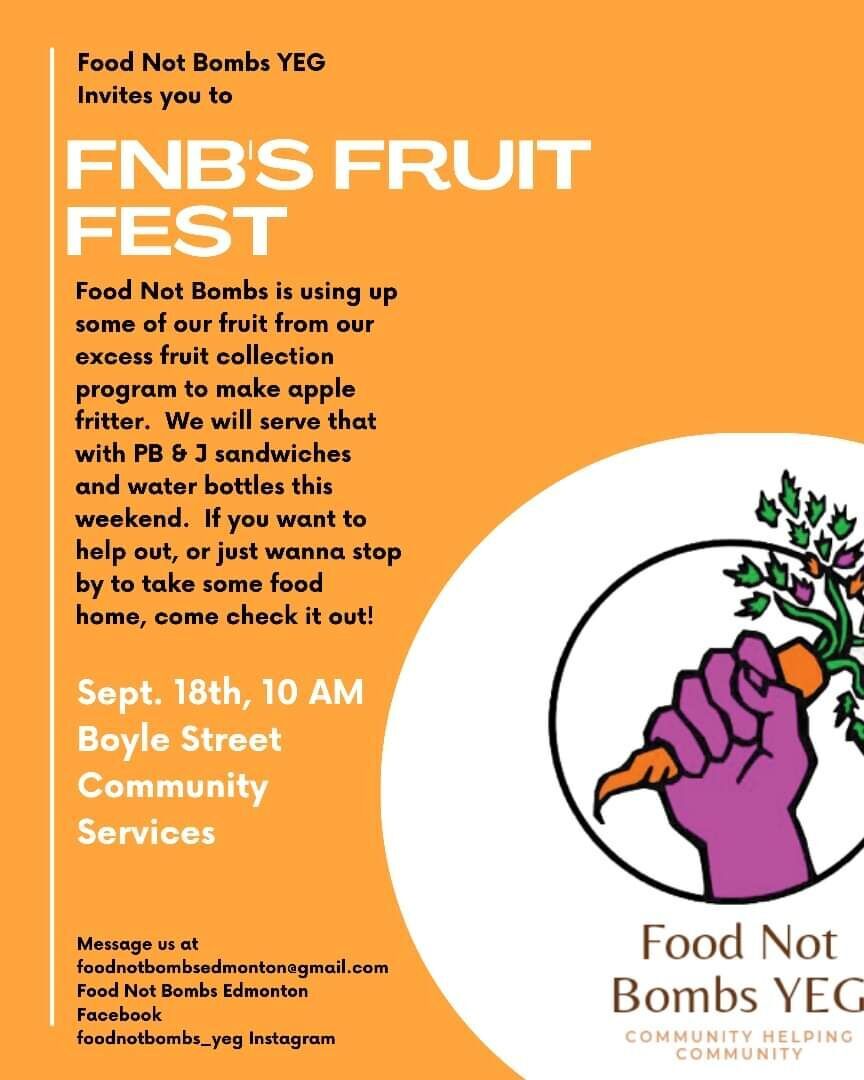 Food Not Bombs YEG
Invites you to
FNB'S FRUIT
FEST
Food Not Bombs is using up
some of our fruit from our
excess fruit collection
program to make apple
fritter.  We will serve that
with PB & J sandwiches
and water bottles this
weekend.  If you want to
help out, or just wanna stop
by to take some food
home, come check it out!
Sept. 18th, 10 AM
Boyle Street
Community
Services
Message us at
foodnotbombsedmonton@gmail.com
Food Not Bombs Edmonton
Facebook
foodnotbombs_yeg Instagram
Food Not
Bombs YEG
COMMUNITY HELPING
COMMUNITY